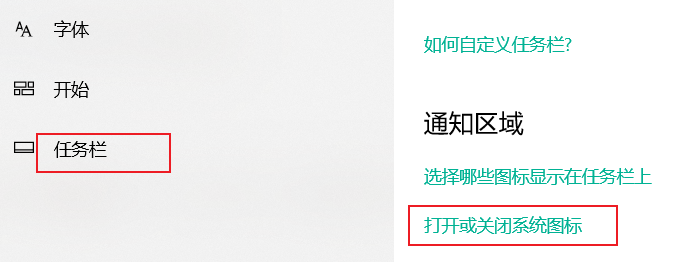 字体
开始
任务栏
如何自定义任务栏?
通知区域
选择哪些图标显示在任务栏上
打开或关闭系统图标